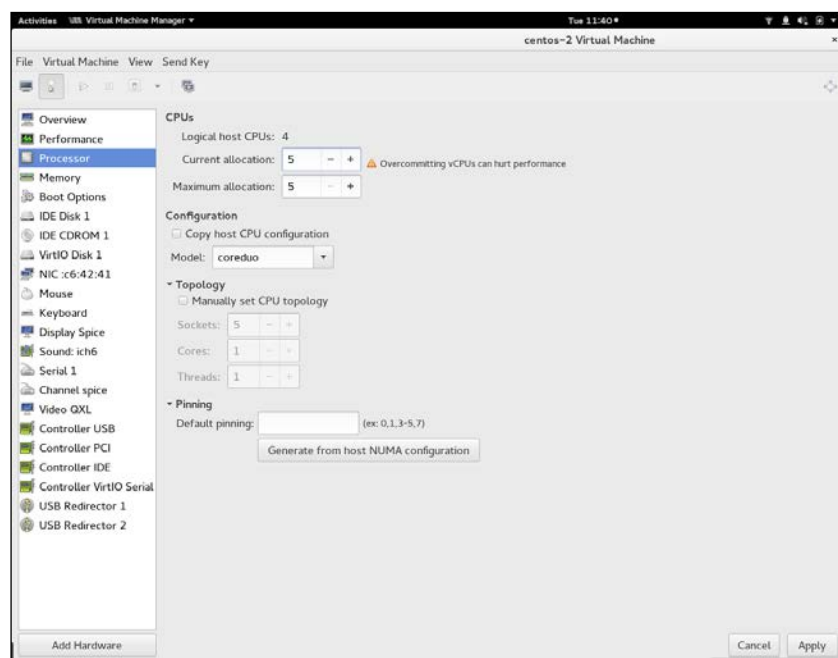 Activities Virtual Machine Manager Tue 11:40
centos-2 Virtual Machine
File Virtual Machine View Send Key
Overview
Performance
Processor
Memory
Boot Options
IDE Disk 1
IDE CDROM 1
VirtIO Disk 1
NIC :c6:42:41
Mouse
Keyboard
Display Spice
Sound: ich6
Serial 1
Channel spice
Video QXL
Controller USB
Controller PCI
Controller IDE
Controller VirtIO Serial
USB Redirector 1
USB Redirector 2
Add Hardware
CPUs
Logical host CPUs: 4
Current allocation: 5 - + Overcommitting vCPUs can hurt performance
Maximum allocation: 5 - +
Configuration
Copy host CPU configuration
Model: coreduo
Topology
Manually set CPU topology
Sockets: 5 - +
Cores: 1 - +
Threads: 1 - +
Pinning
Default pinning: (ex: 0,1,3-5,7)
Generate from host NUMA configuration
Cancel Apply